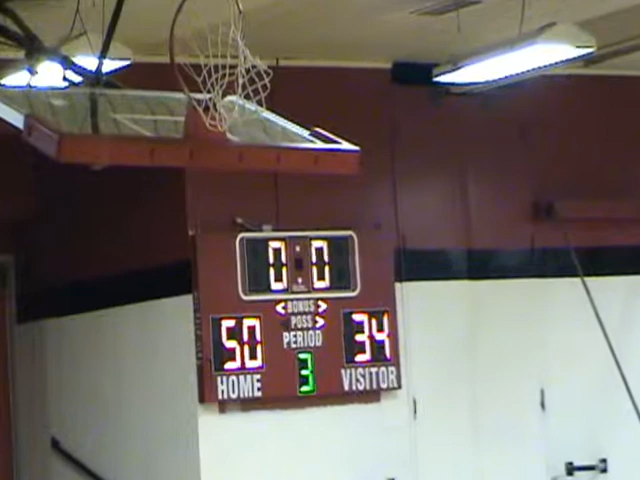 0 0
< BONUS >
POSS >
50 PERIOD 34
HOME 3 VISITOR